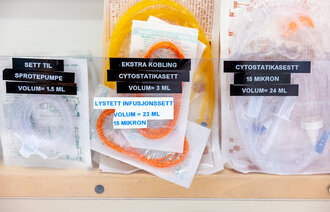 SETT TIL
SPROTEPUMPE
VOLUM= 1,5 ML
EKSTRA KOBLING
CYTOSTATIKASETT
VOLUM= 3 ML
LYSTETT INFUSJONSSETT
VOLUM = 23 ML
15 MIKRON
CYTOSTATIKASETT
15 MIKRON
VOLUM= 24 ML